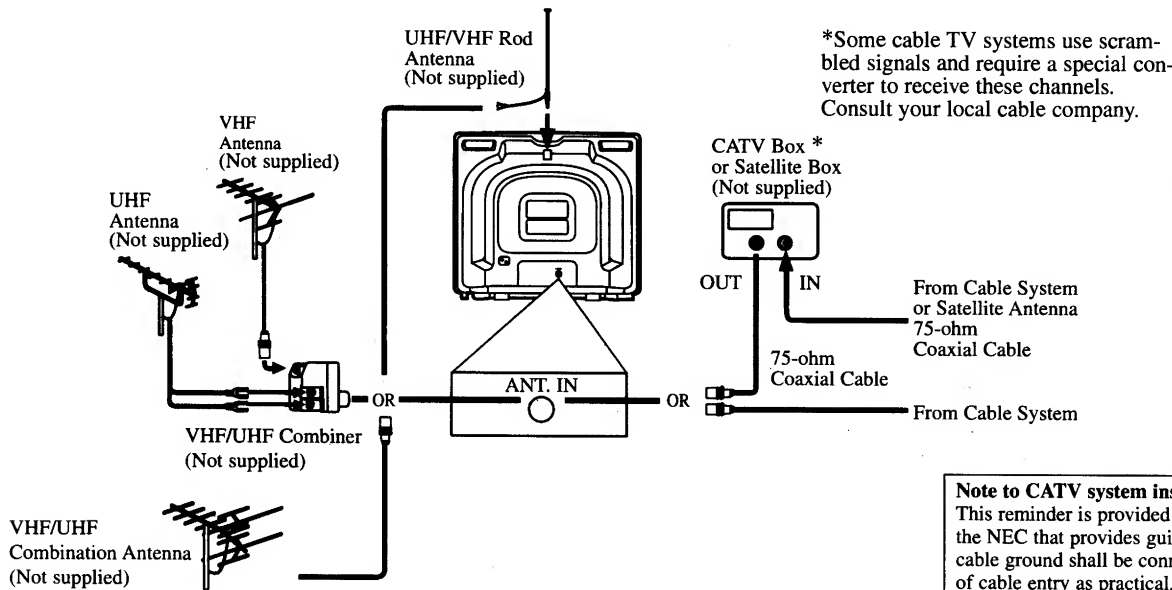 UHF/VHF Rod
Antenna
(Not supplied)
*Some cable TV systems use scram-
bled signals and require a special con-
verter to receive these channels.
Consult your local cable company.
VHF
Antenna
(Not supplied)
UHF
Antenna
(Not supplied)
CATV Box *
or Satellite Box
(Not supplied)
OUT
IN
From Cable System
or Satellite Antenna
75-ohm
Coaxial Cable
75-ohm
Coaxial Cable
ANT. IN
OR
OR
From Cable System
VHF/UHF Combiner
(Not supplied)
VHF/UHF
Combination Antenna
(Not supplied)
Note to CATV system
This reminder is provided
the NEC that provides
cable ground shall be
of cable entry as practical.